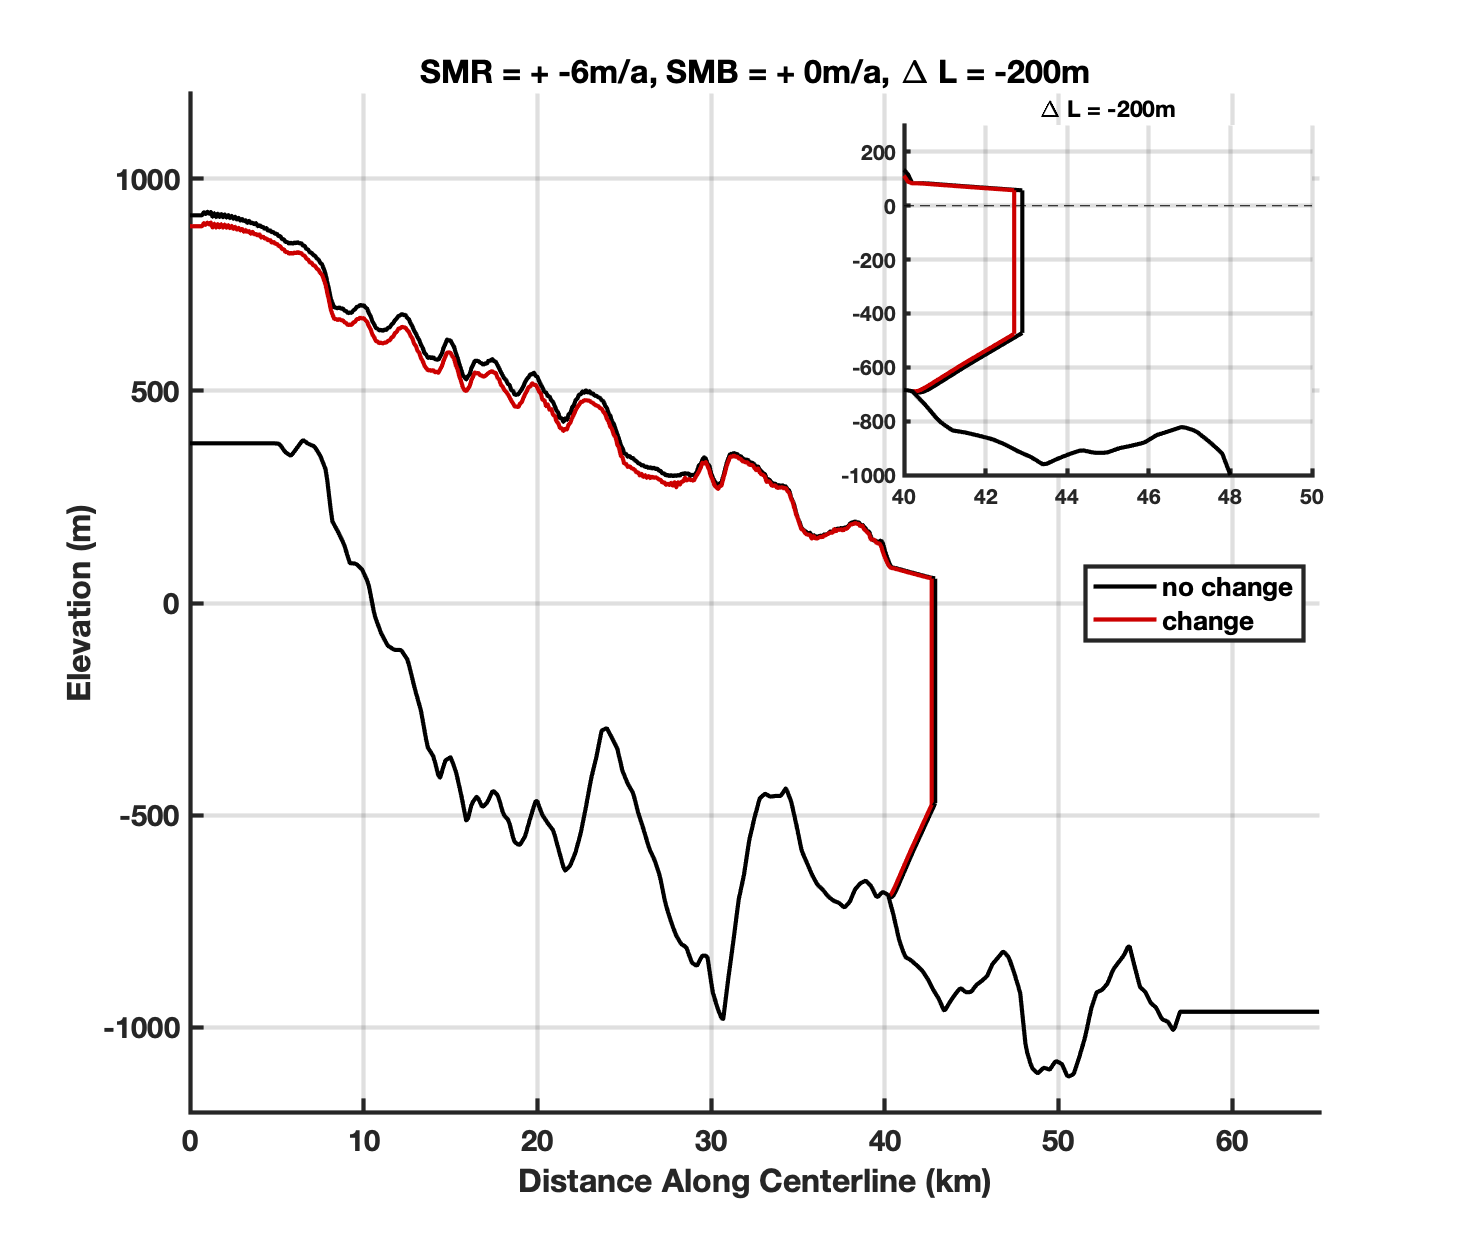 SMR = + -6m/a, SMB = + 0m/a, Δ L = -200m
Δ L = -200m
200
0
-200
-400
-600
-800
-1000
40 42 44 46 48 50
1000
500
0
-500
-1000
Elevation (m)
no change
change
0 10 20 30 40 50 60
Distance Along Centerline (km)